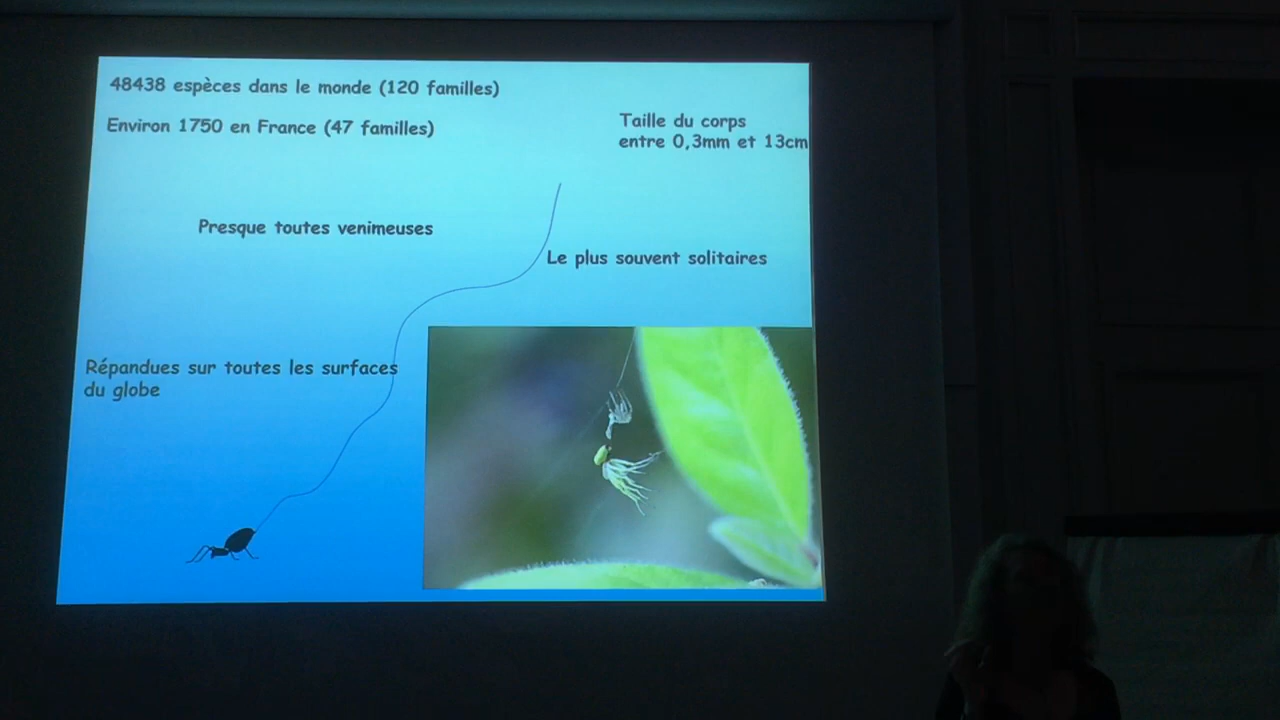 48438 espèces dans le monde (120 familles)
Environ 1750 en France (47 familles)
Taille du corps
entre 0,3mm et 13cm
Presque toutes venimeuses
Le plus souvent solitaires
Répandues sur toutes les surfaces
du globe